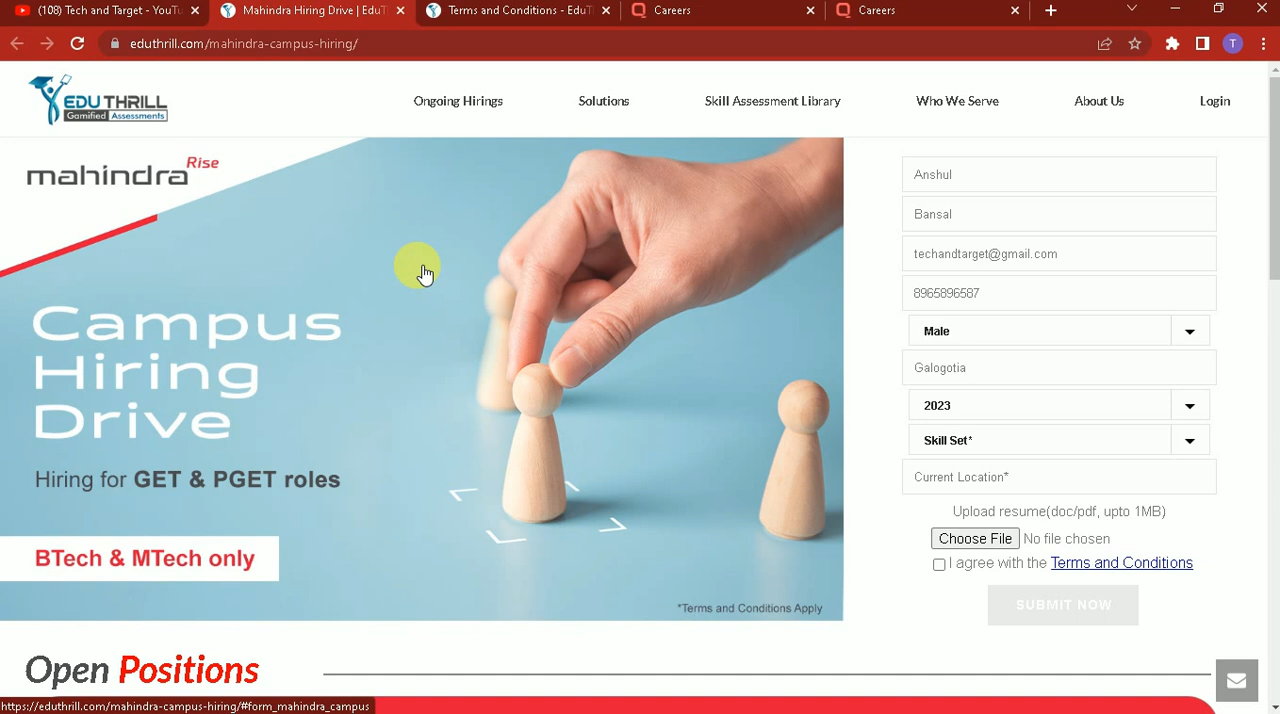 (108) Tech and Target - YouTu
Mahindra Hiring Drive | EduT
Terms and Conditions - EduT
Careers
Careers
eduthrill.com/mahindra-campus-hiring/
T
EDU THRILL
Gamified Assessments
Ongoing Hirings
Solutions
Skill Assessment Library
Who We Serve
About Us
Login
mahindra Rise
Campus
Hiring
Drive
Hiring for GET & PGET roles
BTech & MTech only
*Terms and Conditions Apply
Anshul
Bansal
techandtarget@gmail.com
8965896587
Male
Galogotia
2023
Skill Set*
Current Location*
Upload resume(doc/pdf, upto 1MB)
Choose File No file chosen
I agree with the Terms and Conditions
SUBMIT NOW
Open Positions
https://eduthrill.com/mahindra-campus-hiring/#form_mahindra_campus